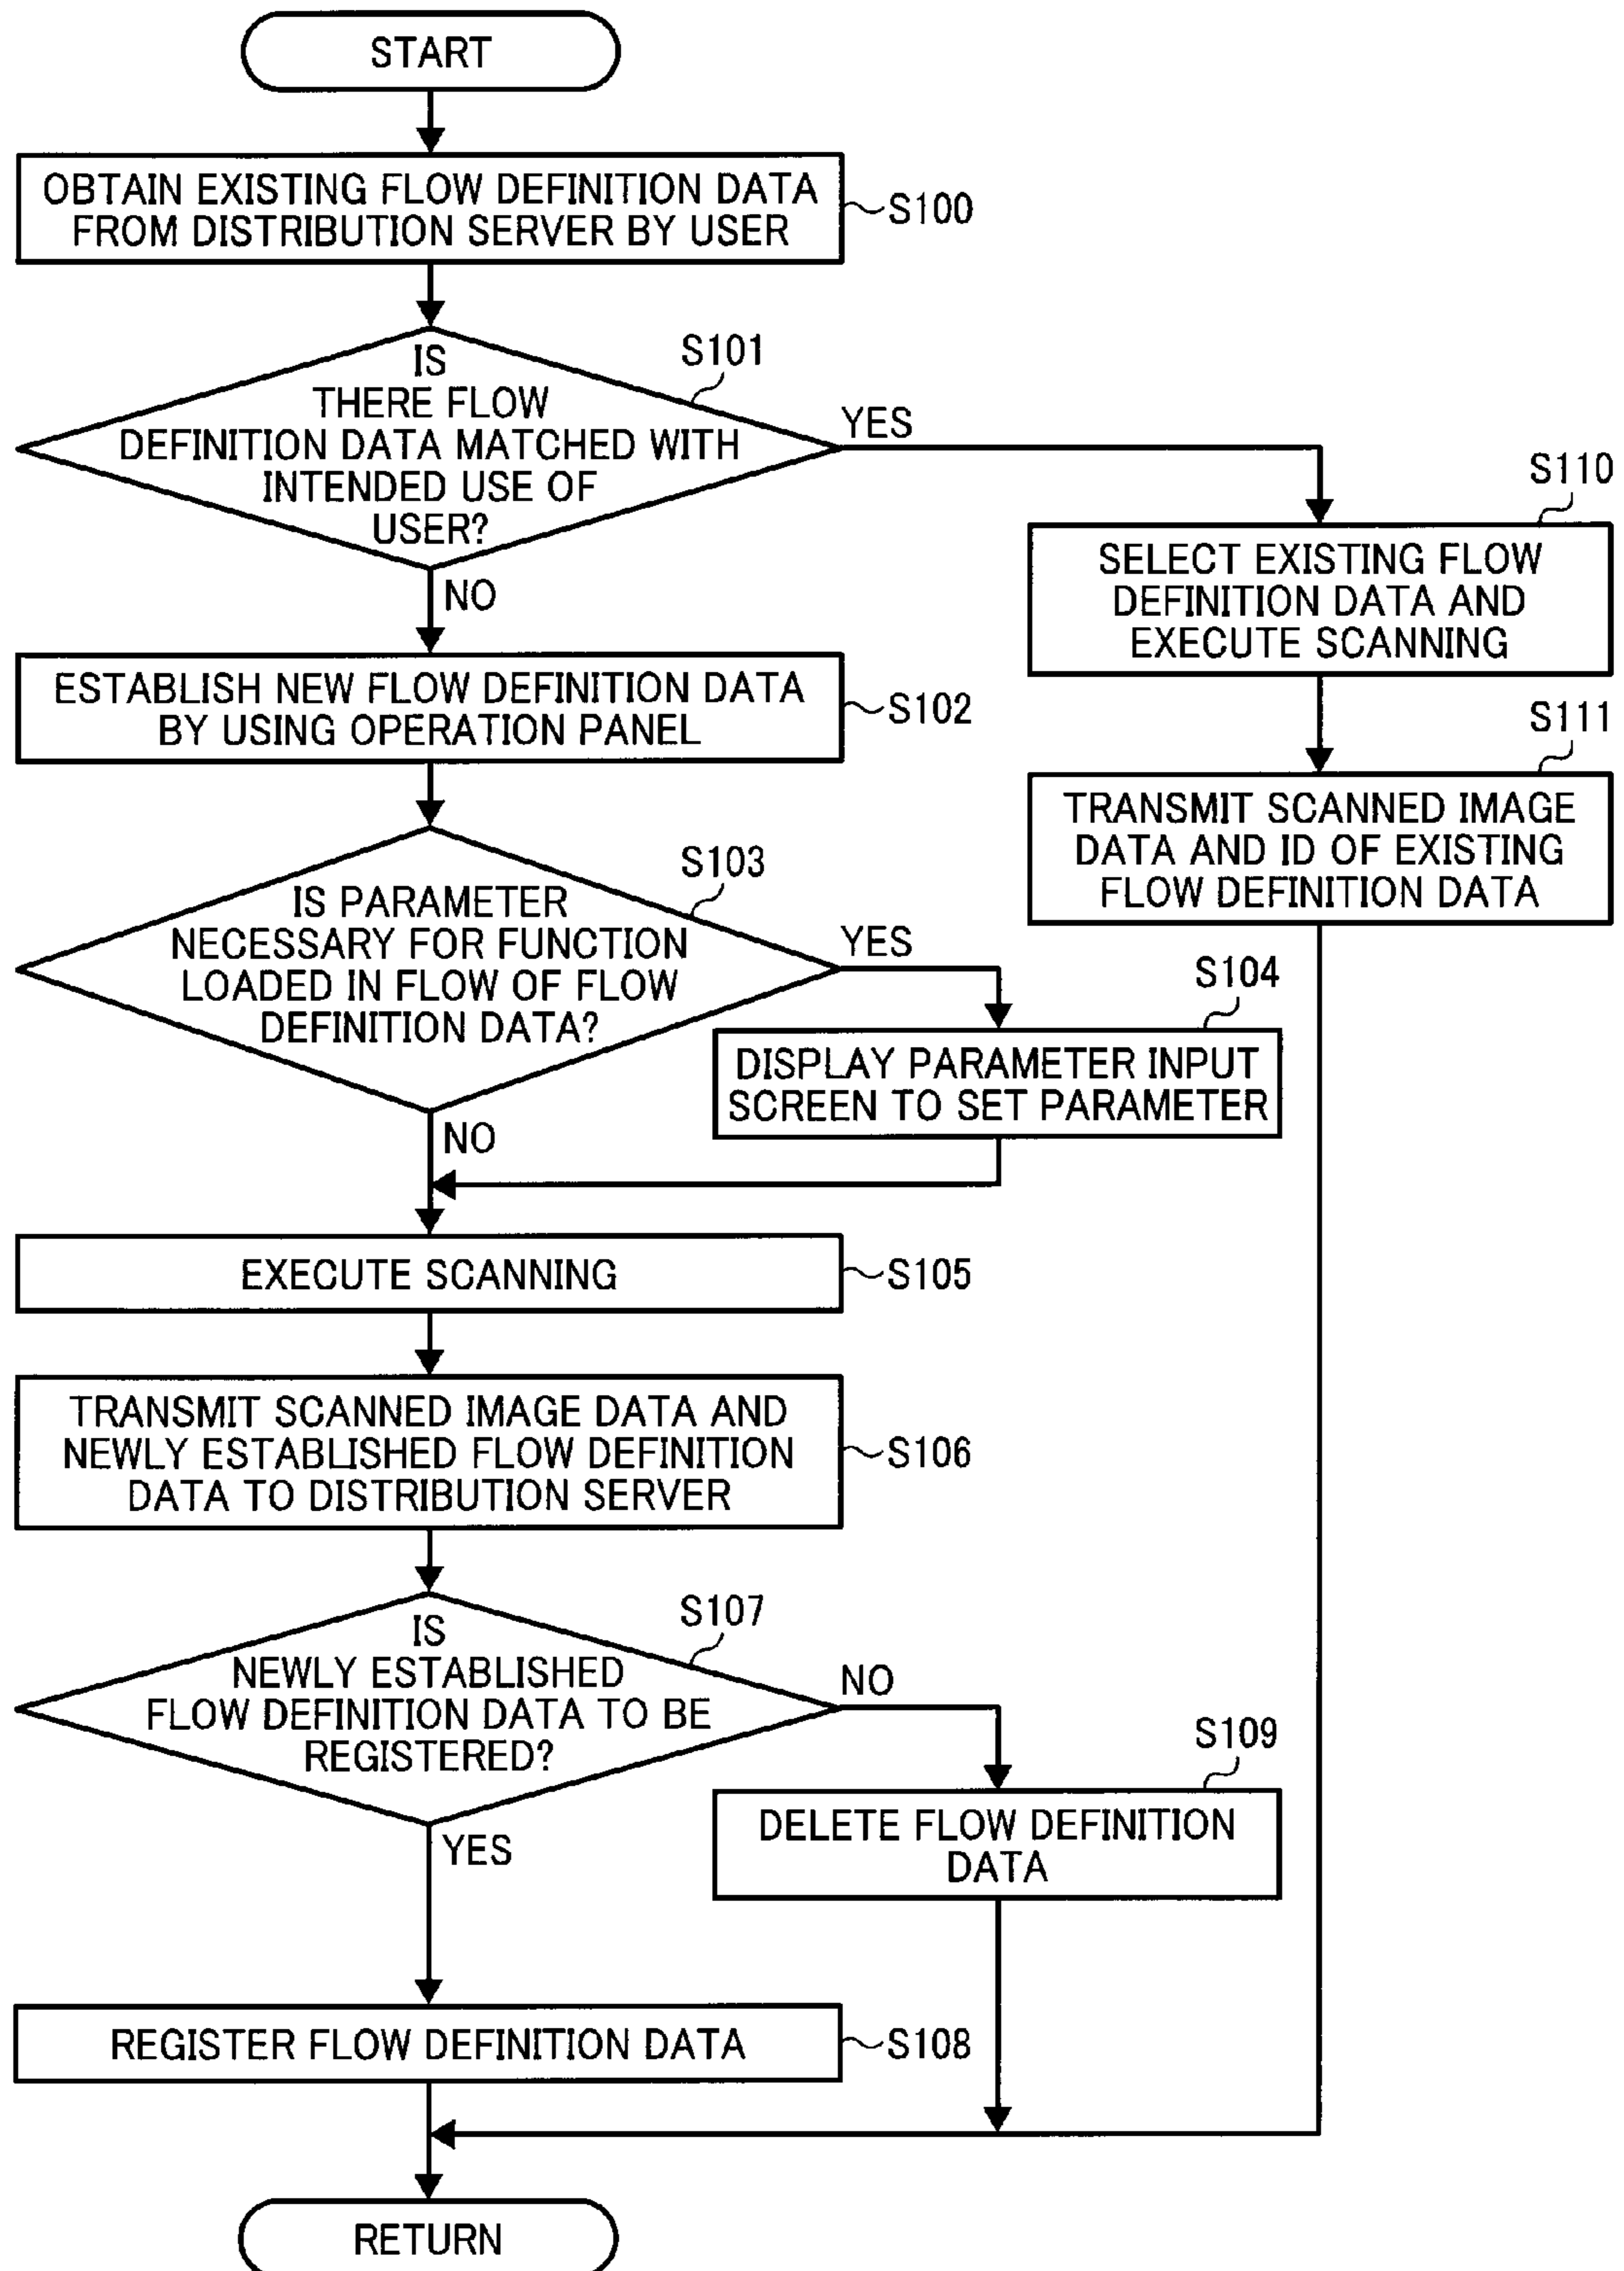 START
OBTAIN EXISTING FLOW DEFINITION DATA
FROM DISTRIBUTION SERVER BY USER
S100
IS
THERE FLOW
DEFINITION DATA MATCHED WITH
INTENDED USE OF
USER?
S101
YES
NO
S110
SELECT EXISTING FLOW
DEFINITION DATA AND
EXECUTE SCANNING
ESTABLISH NEW FLOW DEFINITION DATA
BY USING OPERATION PANEL
S102
S111
TRANSMIT SCANNED IMAGE
DATA AND ID OF EXISTING
FLOW DEFINITION DATA
IS PARAMETER
NECESSARY FOR FUNCTION
LOADED IN FLOW OF FLOW
DEFINITION DATA?
S103
YES
NO
S104
DISPLAY PARAMETER INPUT
SCREEN TO SET PARAMETER
EXECUTE SCANNING
S105
TRANSMIT SCANNED IMAGE DATA AND
NEWLY ESTABLISHED FLOW DEFINITION
DATA TO DISTRIBUTION SERVER
S106
IS
NEWLY ESTABLISHED
FLOW DEFINITION DATA TO BE
REGISTERED?
S107
NO
YES
S109
DELETE FLOW DEFINITION
DATA
REGISTER FLOW DEFINITION DATA
S108
RETURN